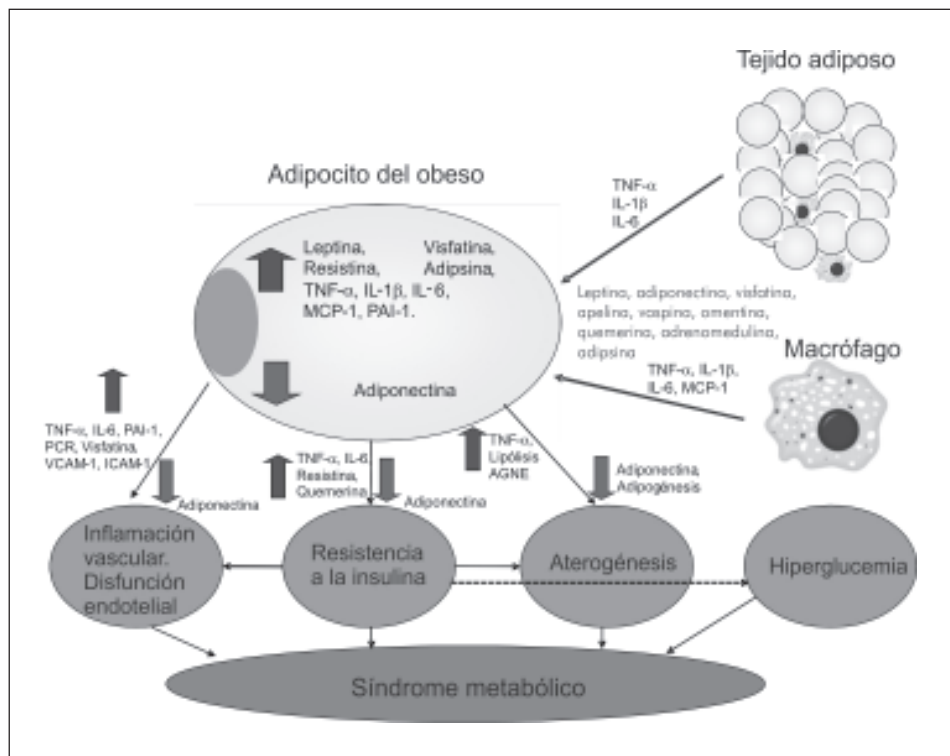 Tejido adiposo
Adipocito del obeso
TNF-α
IL-1β
IL-6
Leptina, Visfatina,
Resistina, Adipsina,
TNF-α, IL-1β, IL-6,
MCP-1, PAI-1.
Adiponectina
Leptina, adiponectina, visfatina,
apelina, vaspina, omentina,
quemerina, adrenomedulina,
adipsina
Macrófago
TNF-α, IL-1β,
IL-6, MCP-1
TNF-α, IL-6, PAI-1,
PCR, Visfatina,
VCAM-1, ICAM-1
Adiponectina
TNF-α, IL-6,
Resistina,
Quemerina
Adiponectina
TNF-α,
Lipólisis
AGNE
Adiponectina,
Adipogénesis
Inflamación
vascular.
Disfunción
endotelial
Resistencia
a la insulina
Aterogénesis
Hiperglucemia
Síndrome metabólico